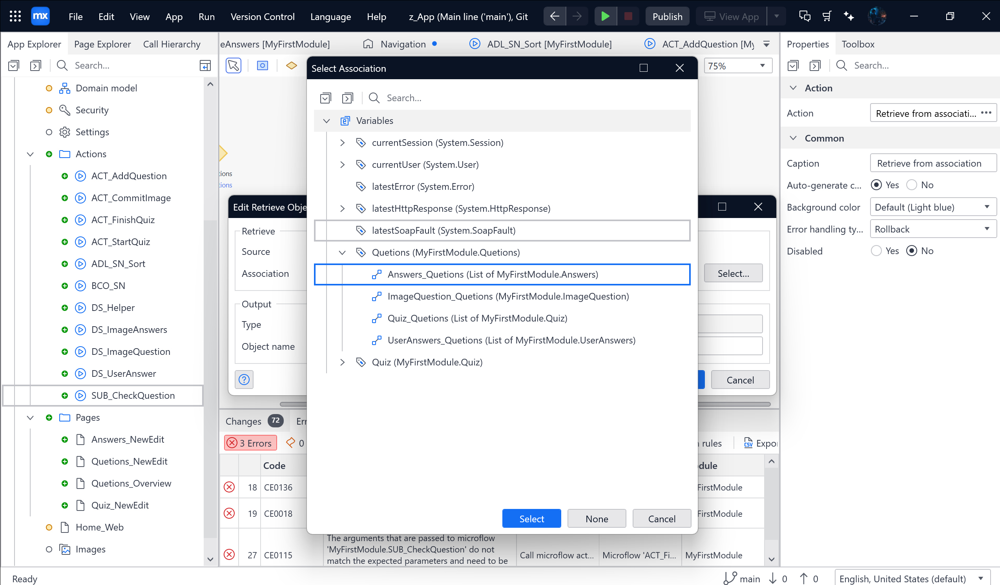 mx File Edit View App Run Version Control Language Help z_App (Main line ('main'), Git Publish View App
App Explorer Page Explorer Call Hierarchy
eAnswers [MyFirstModule] Navigation ADL_SN_Sort [MyFirstModule] ACT_AddQuestion [My
Properties Toolbox
Search...
75%
Search...
Domain model
Security
Settings
Actions
ACT_AddQuestion
ACT_CommitImage
ACT_FinishQuiz
ACT_StartQuiz
ADL_SN_Sort
BCO_SN
DS_Helper
DS_ImageAnswers
DS_ImageQuestion
DS_UserAnswer
SUB_CheckQuestion
Pages
Answers_NewEdit
Quetions_NewEdit
Quetions_Overview
Quiz_NewEdit
Home_Web
Images
tions
tions
Edit Retrieve Obje
Retrieve
Source
Association
Select...
Output
Type
Object name
Cancel
Select Association
Search...
Variables
currentSession (System.Session)
currentUser (System.User)
latestError (System.Error)
latestHttpResponse (System.HttpResponse)
latestSoapFault (System.SoapFault)
Quetions (MyFirstModule.Quetions)
Answers_Quetions (List of MyFirstModule.Answers)
ImageQuestion_Quetions (MyFirstModule.ImageQuestion)
Quiz_Quetions (List of MyFirstModule.Quiz)
UserAnswers_Quetions (List of MyFirstModule.UserAnswers)
Quiz (MyFirstModule.Quiz)
Select None Cancel
Changes 72 Err
3 Errors 0 rules CSV Expor
Code dule
18 CE0136 FirstModule
19 CE0018 FirstModule
27 CE0115
The arguments that are passed to microflow
'MyFirstModule.SUB_CheckQuestion' do not
match the expected parameters and need to be
Call microflow act... Microflow 'ACT_Fi... MyFirstModule
Action
Action Retrieve from associati... •••
Common
Caption Retrieve from association
Auto-generate c... Yes No
Background color Default (Light blue)
Error handling ty... Rollback
Disabled Yes No
Ready main 0 0 English, United States (default)